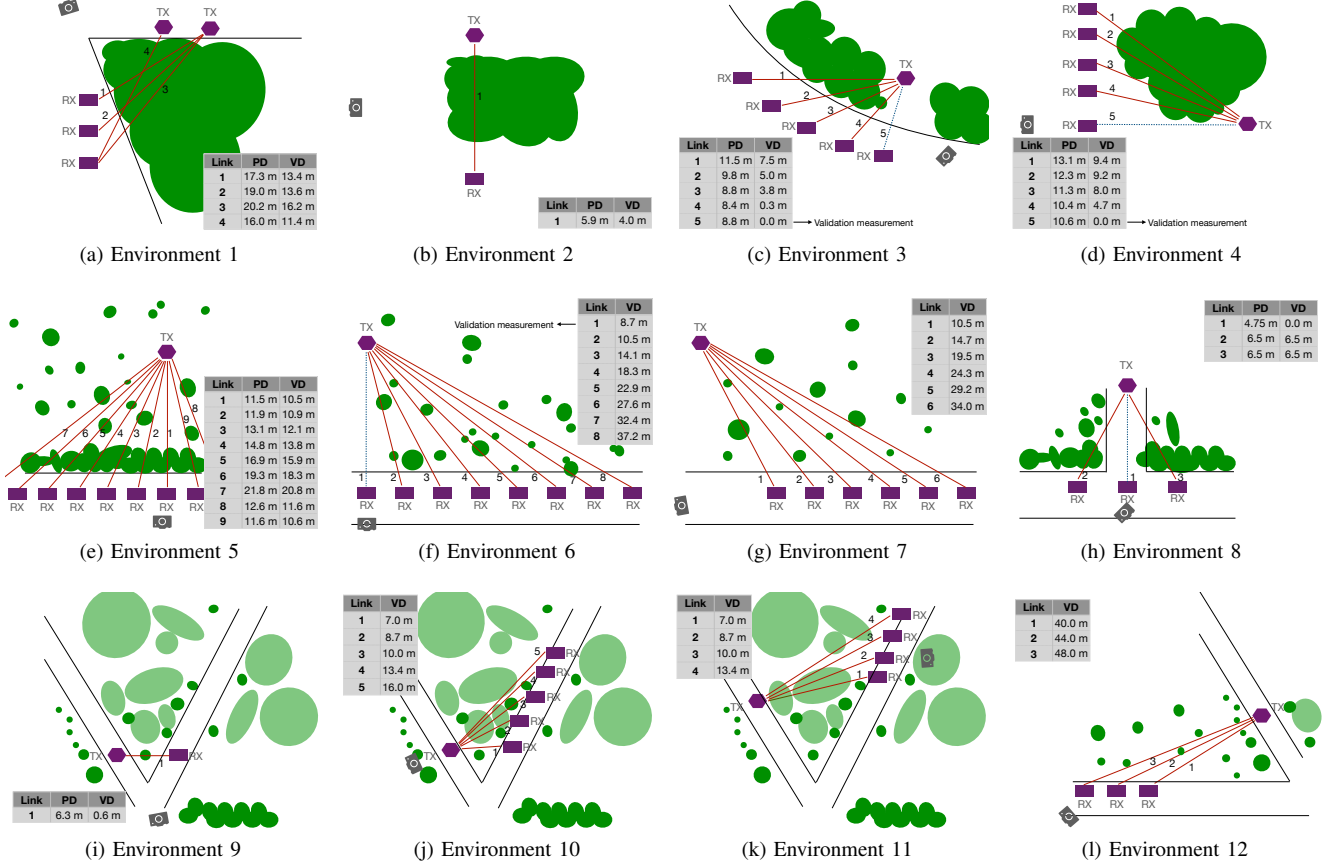 TX TX
4
3
1
2
RX
RX
Link PD VD
1 17.3 m 13.4 m
2 19.0 m 13.6 m
3 20.2 m 16.2 m
4 16.0 m 11.4 m
(a) Environment 1
TX
1
RX
Link PD VD
1 5.9 m 4.0 m
(b) Environment 2
TX
RX 1
RX 2
RX 3
RX 4
RX 5
Link PD VD
1 11.5 m 7.5 m
2 9.8 m 5.0 m
3 8.8 m 3.8 m
4 8.4 m 0.3 m
5 8.8 m 0.0 m Validation measurement
(c) Environment 3
RX 1
RX 2
RX 3
RX 4
RX 5 TX
Link PD VD
1 13.1 m 9.4 m
2 12.3 m 9.2 m
3 11.3 m 8.0 m
4 10.4 m 4.7 m
5 10.6 m 0.0 m Validation measurement
(d) Environment 4
TX
7 6 5 4 3 2 1 9 8
RX RX RX RX RX RX
Link PD VD
1 11.5 m 10.5 m
2 11.9 m 10.9 m
3 13.1 m 12.1 m
4 14.8 m 13.8 m
5 16.9 m 15.9 m
6 19.3 m 18.3 m
7 21.8 m 20.8 m
8 12.6 m 11.6 m
9 11.6 m 10.6 m
(e) Environment 5
TX
Validation measurement
Link VD
1 8.7 m
2 10.5 m
3 14.1 m
4 18.3 m
5 22.9 m
6 27.6 m
7 32.4 m
8 37.2 m
1 2 3 4 5 6 7 8
RX RX RX RX RX RX RX RX
(f) Environment 6
TX
Link VD
1 10.5 m
2 14.7 m
3 19.5 m
4 24.3 m
5 29.2 m
6 34.0 m
1 2 3 4 5 6
RX RX RX RX RX RX
(g) Environment 7
Link PD VD
1 4.75 m 0.0 m
2 6.5 m 6.5 m
3 6.5 m 6.5 m
TX
2 1 3
RX RX RX
(h) Environment 8
TX RX
1
Link PD VD
1 6.3 m 0.6 m
(i) Environment 9
Link VD
1 7.0 m
2 8.7 m
3 10.0 m
4 13.4 m
5 16.0 m
5 RX
4 RX
3 RX
2 RX
TX 1 RX
(j) Environment 10
Link VD
1 7.0 m
2 8.7 m
3 10.0 m
4 13.4 m
4 RX
3 RX
2 RX
1 RX
TX
(k) Environment 11
Link VD
1 40.0 m
2 44.0 m
3 48.0 m
TX
3 2 1
RX RX RX
(l) Environment 12